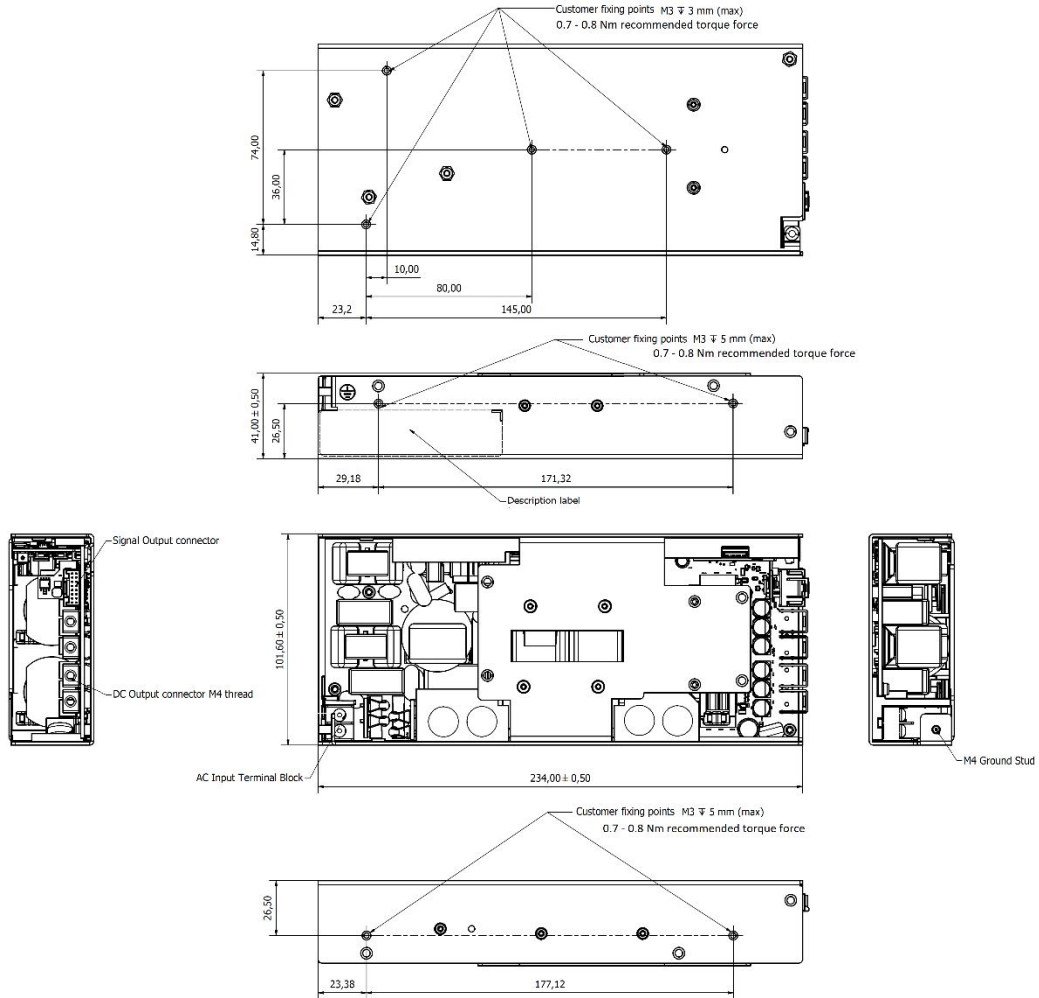 Customer fixing points M3 ↧ 3 mm (max)
0.7 - 0.8 Nm recommended torque force
74,00
36,00
14,80
10,00
80,00
23,2
145,00
Customer fixing points M3 ↧ 5 mm (max)
0.7 - 0.8 Nm recommended torque force
41,00 ± 0,50
26,50
29,18
171,32
Description label
Signal Output connector
DC Output connector M4 thread
101,60 ± 0,50
AC Input Terminal Block
234,00 ± 0,50
M4 Ground Stud
Customer fixing points M3 ↧ 5 mm (max)
0.7 - 0.8 Nm recommended torque force
26,50
23,38
177,12